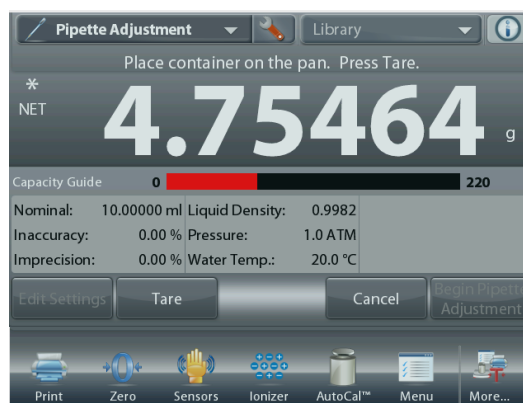 Pipette Adjustment Library
Place container on the pan. Press Tare.
*
NET
4.75464 g
Capacity Guide 0 220
Nominal: 10.00000 ml Liquid Density: 0.9982
Inaccuracy: 0.00 % Pressure: 1.0 ATM
Imprecision: 0.00 % Water Temp.: 20.0 °C
Edit Settings Tare Cancel Begin Pipette Adjustment
Print Zero Sensors Ionizer AutoCal™ Menu More...